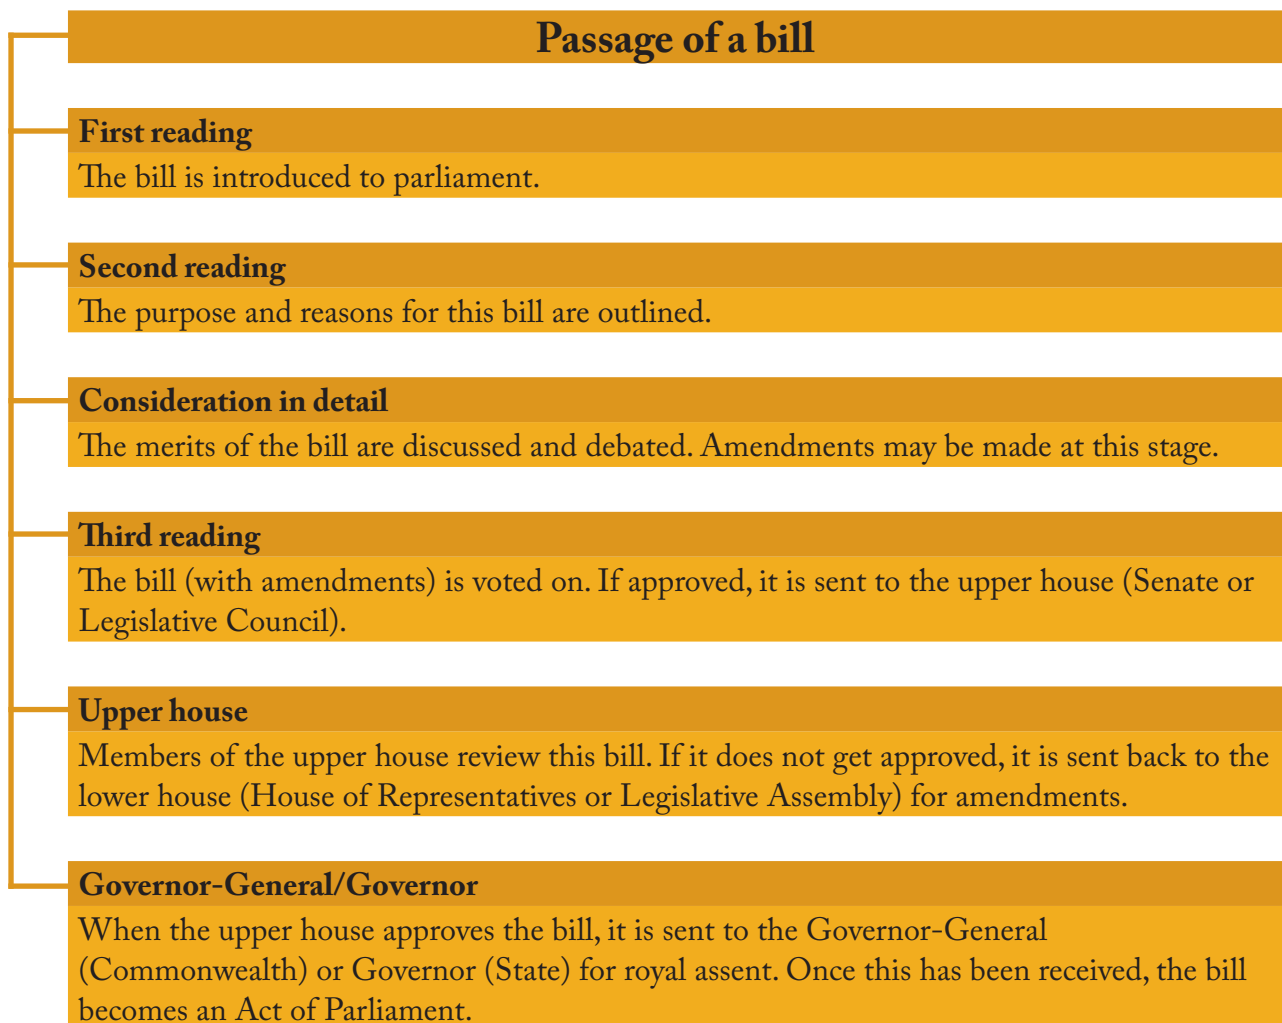 Passage of a bill
First reading
The bill is introduced to parliament.
Second reading
The purpose and reasons for this bill are outlined.
Consideration in detail
The merits of the bill are discussed and debated. Amendments may be made at this stage.
Third reading
The bill (with amendments) is voted on. If approved, it is sent to the upper house (Senate or
Legislative Council).
Upper house
Members of the upper house review this bill. If it does not get approved, it is sent back to the
lower house (House of Representatives or Legislative Assembly) for amendments.
Governor-General/Governor
When the upper house approves the bill, it is sent to the Governor-General
(Commonwealth) or Governor (State) for royal assent. Once this has been received, the bill
becomes an Act of Parliament.